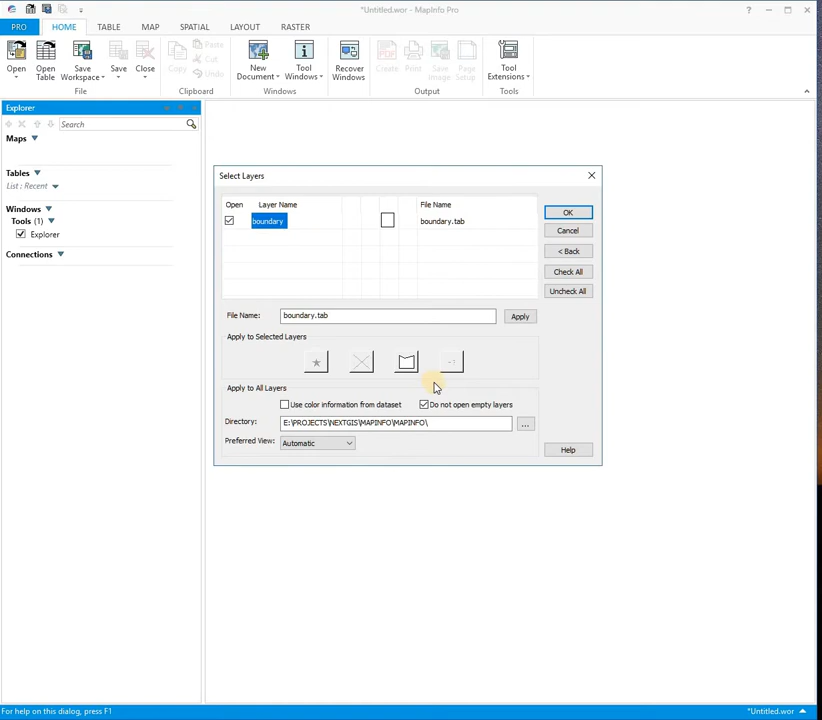 *Untitled.wor - MapInfo Pro
PRO HOME TABLE MAP SPATIAL LAYOUT RASTER
Open Open Table Save Workspace Save Close
Copy Paste Cut Undo
New Document Tool Windows Recover Windows
Create Print Save Image Page Setup
Tool Extensions
File Clipboard Windows Output Tools
Explorer
Search
Maps
Tables
List : Recent
Windows
Tools (1)
Explorer
Connections
Select Layers
Open Layer Name File Name
boundary boundary.tab
OK
Cancel
< Back
Check All
Uncheck All
File Name: boundary.tab Apply
Apply to Selected Layers
Apply to All Layers
Use color information from dataset Do not open empty layers
Directory: E:\PROJECTS\NEXTGIS\MAPINFO\MAPINFO\ ...
Preferred View: Automatic
Help
For help on this dialog, press F1
*Untitled.wor